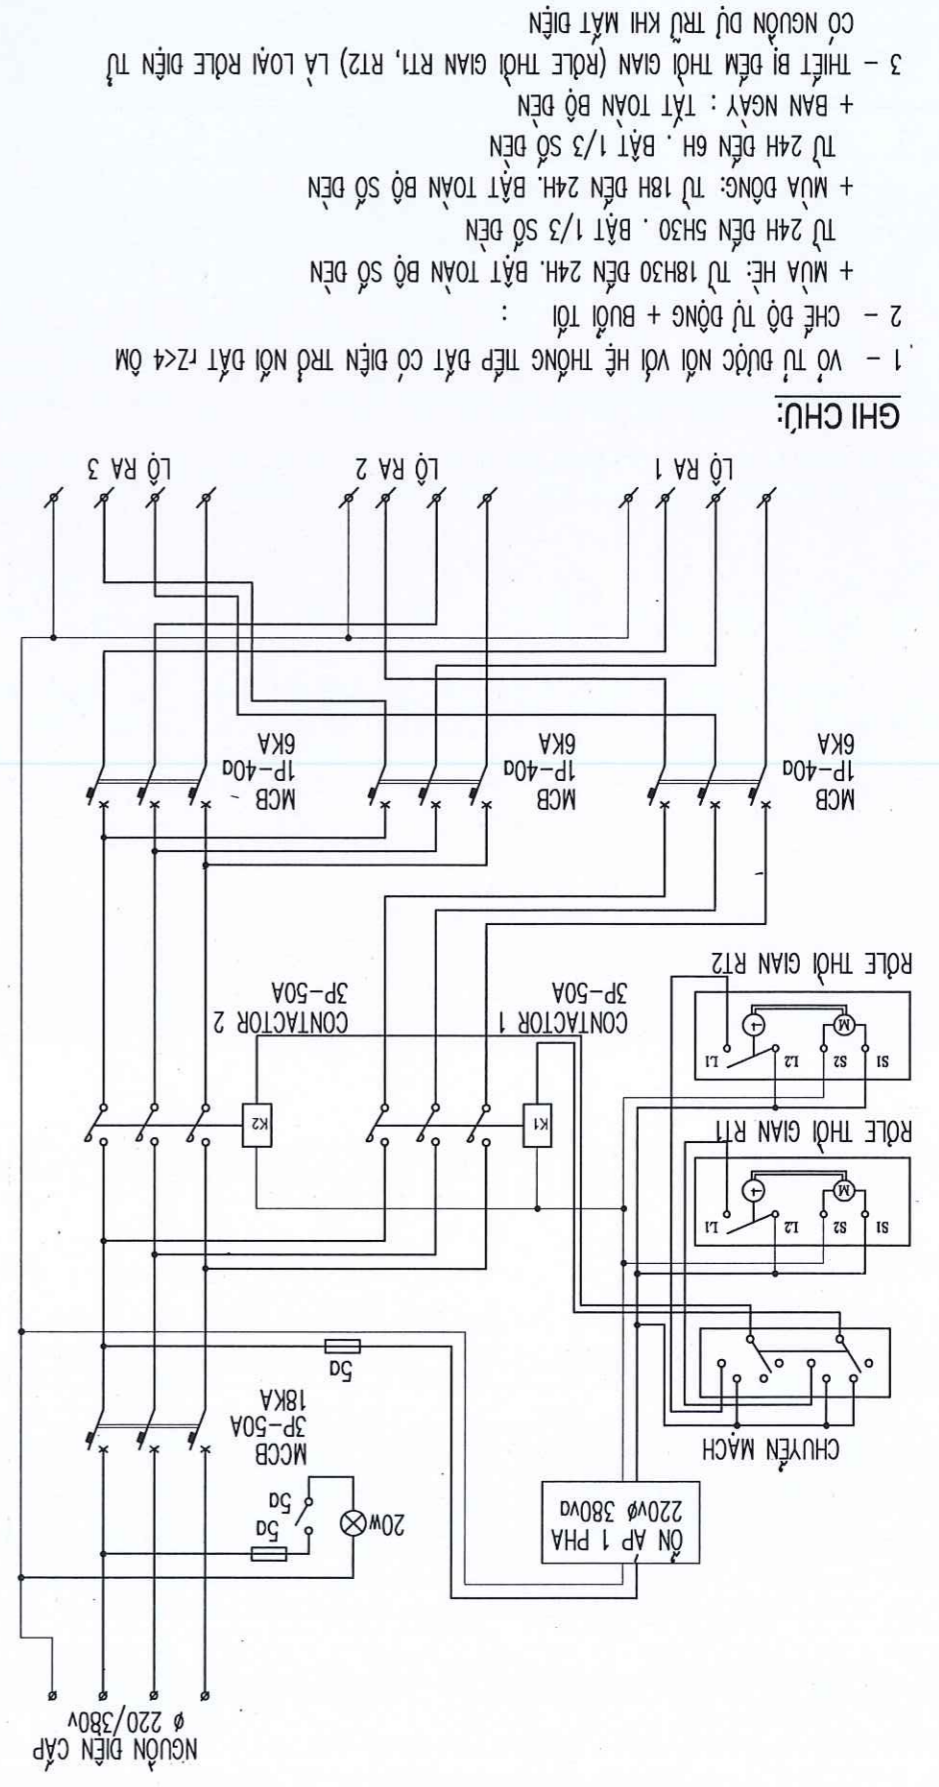 NGUỒN ĐIỆN CẤP
ø 220/380v
20w
5a
5a
ỔN ÁP 1 PHA
220vø 380va
MCCB
3P-50A
18KA
CHUYỂN MẠCH
5a
S1 S2 L2 L1
M
RƠLE THỜI GIAN RT1
K1
K2
S1 S2 L2 L1
M
RƠLE THỜI GIAN RT2
CONTACTOR 1
3P-50A
CONTACTOR 2
3P-50A
MCB
1P-40a
6KA
MCB
1P-40a
6KA
MCB
1P-40a
6KA
LỘ RA 1
LỘ RA 2
LỘ RA 3
GHI CHÚ:
1 - VỎ TỦ ĐƯỢC NỐI VỚI HỆ THỐNG TIẾP ĐẤT CÓ ĐIỆN TRỞ NỐI ĐẤT rZ<4 ÔM
2 - CHẾ ĐỘ TỰ ĐỘNG + BUỔI TỐI :
+ MÙA HÈ: TỪ 18H30 ĐẾN 24H. BẬT TOÀN BỘ SỐ ĐÈN
TỪ 24H ĐẾN 5H30 . BẬT 1/3 SỐ ĐÈN
+ MÙA ĐÔNG: TỪ 18H ĐẾN 24H. BẬT TOÀN BỘ SỐ ĐÈN
TỪ 24H ĐẾN 6H . BẬT 1/3 SỐ ĐÈN
+ BAN NGÀY : TẮT TOÀN BỘ ĐÈN
3 - THIẾT BỊ ĐẾM THỜI GIAN (RƠLE THỜI GIAN RT1, RT2) LÀ LOẠI RƠLE ĐIỆN TỬ
CÓ NGUỒN DỰ TRỮ KHI MẤT ĐIỆN